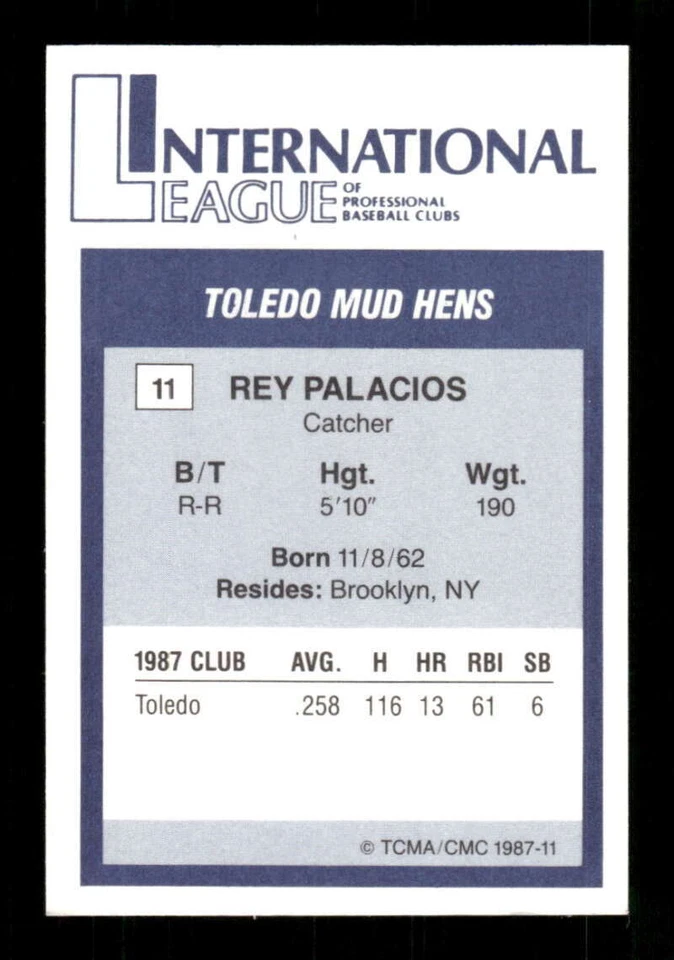 INTERNATIONAL
LEAGUE OF PROFESSIONAL BASEBALL CLUBS
TOLEDO MUD HENS
11 REY PALACIOS
Catcher
B/T Hgt. Wgt.
R-R 5'10" 190
Born 11/8/62
Resides: Brooklyn, NY
1987 CLUB AVG. H HR RBI SB
Toledo .258 116 13 61 6
© TCMA/CMC 1987-11